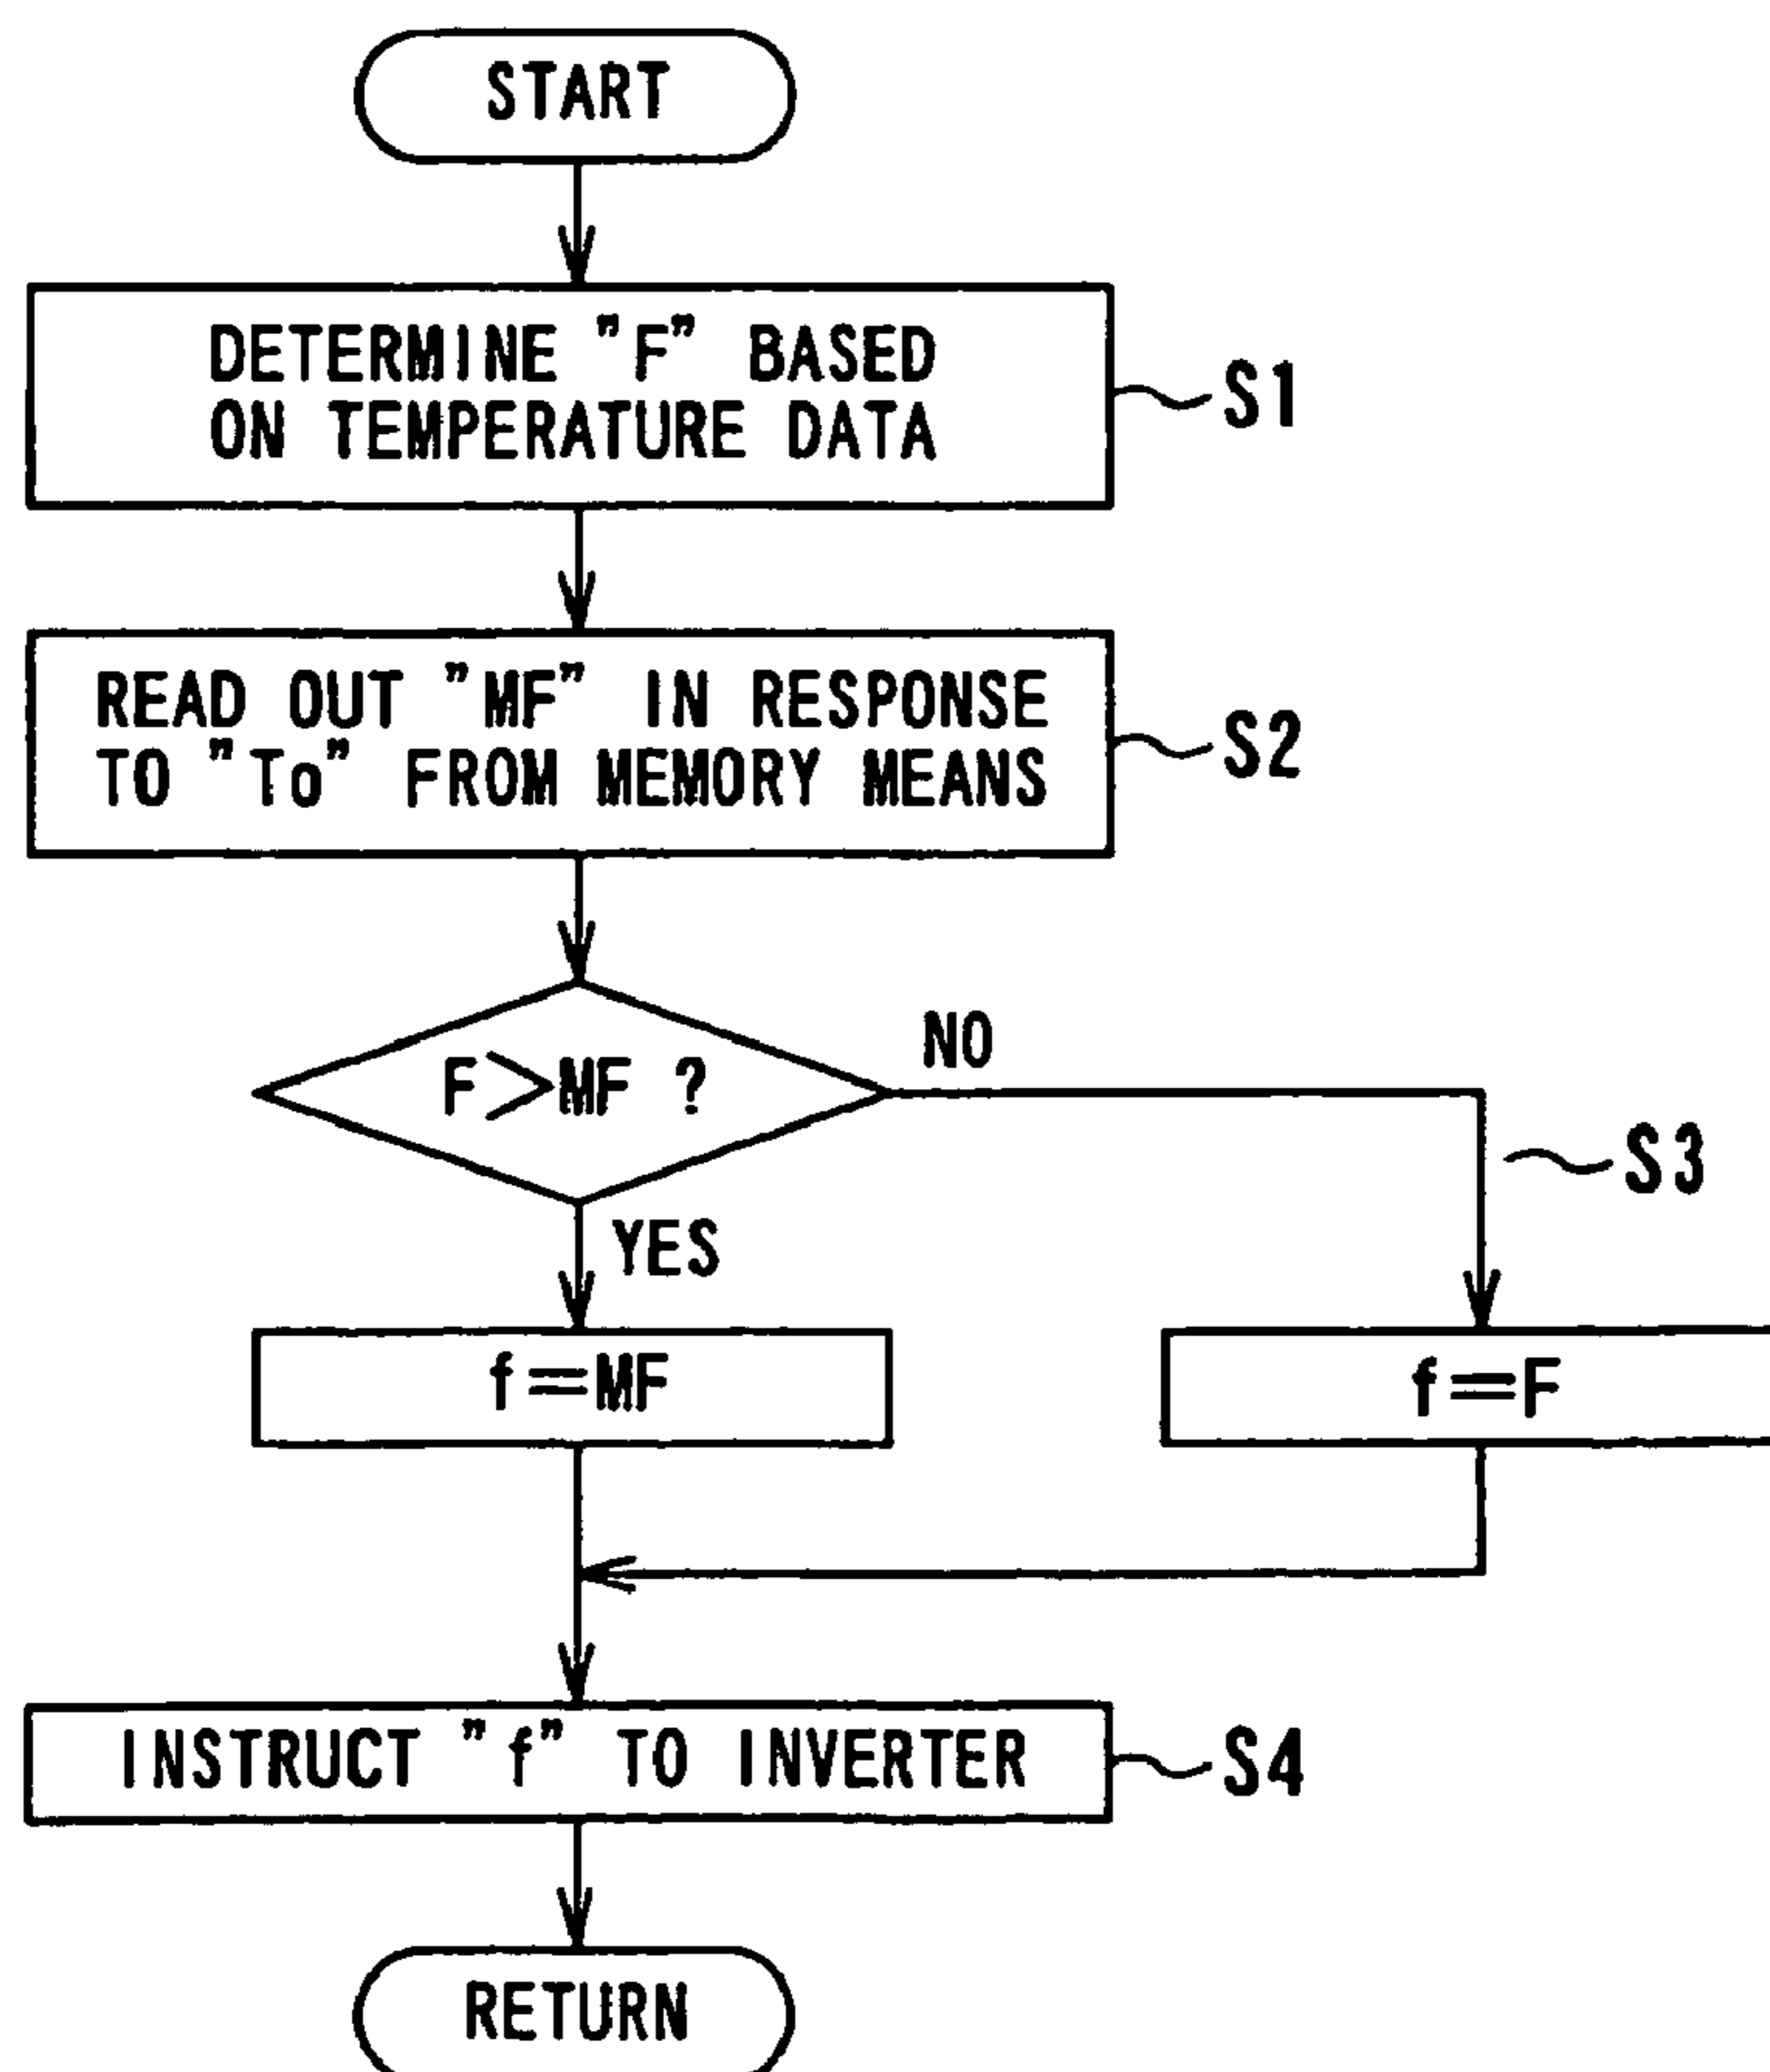 START
DETERMINE "F" BASED
ON TEMPERATURE DATA
S1
READ OUT "MF" IN RESPONSE
TO "To" FROM MEMORY MEANS
S2
F>MF ?
NO
S3
YES
f=MF
f=F
INSTRUCT "f" TO INVERTER
S4
RETURN